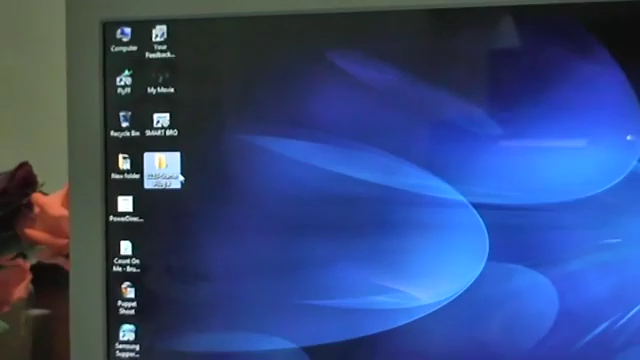 Computer
Your
Feedback...
My Movie
Recycle Bin
SMART BRO
New folder
PowerDirec...
Count On
Me - Bru...
Puppet
Shoot
Samsung
Suppor...